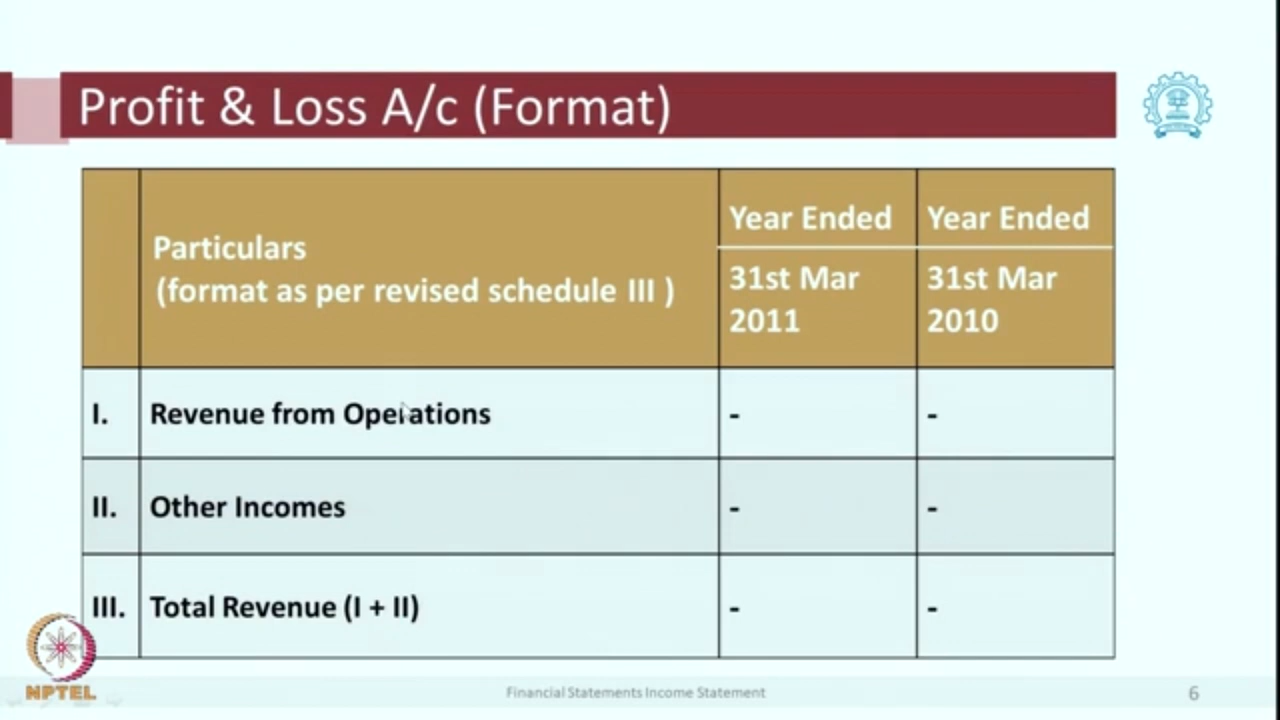 Profit & Loss A/c (Format)
Particulars
(format as per revised schedule III )
Year Ended
31st Mar
2011
Year Ended
31st Mar
2010
I. Revenue from Operations - -
II. Other Incomes - -
III. Total Revenue (I + II) - -
NPTEL
Financial Statements Income Statement
6